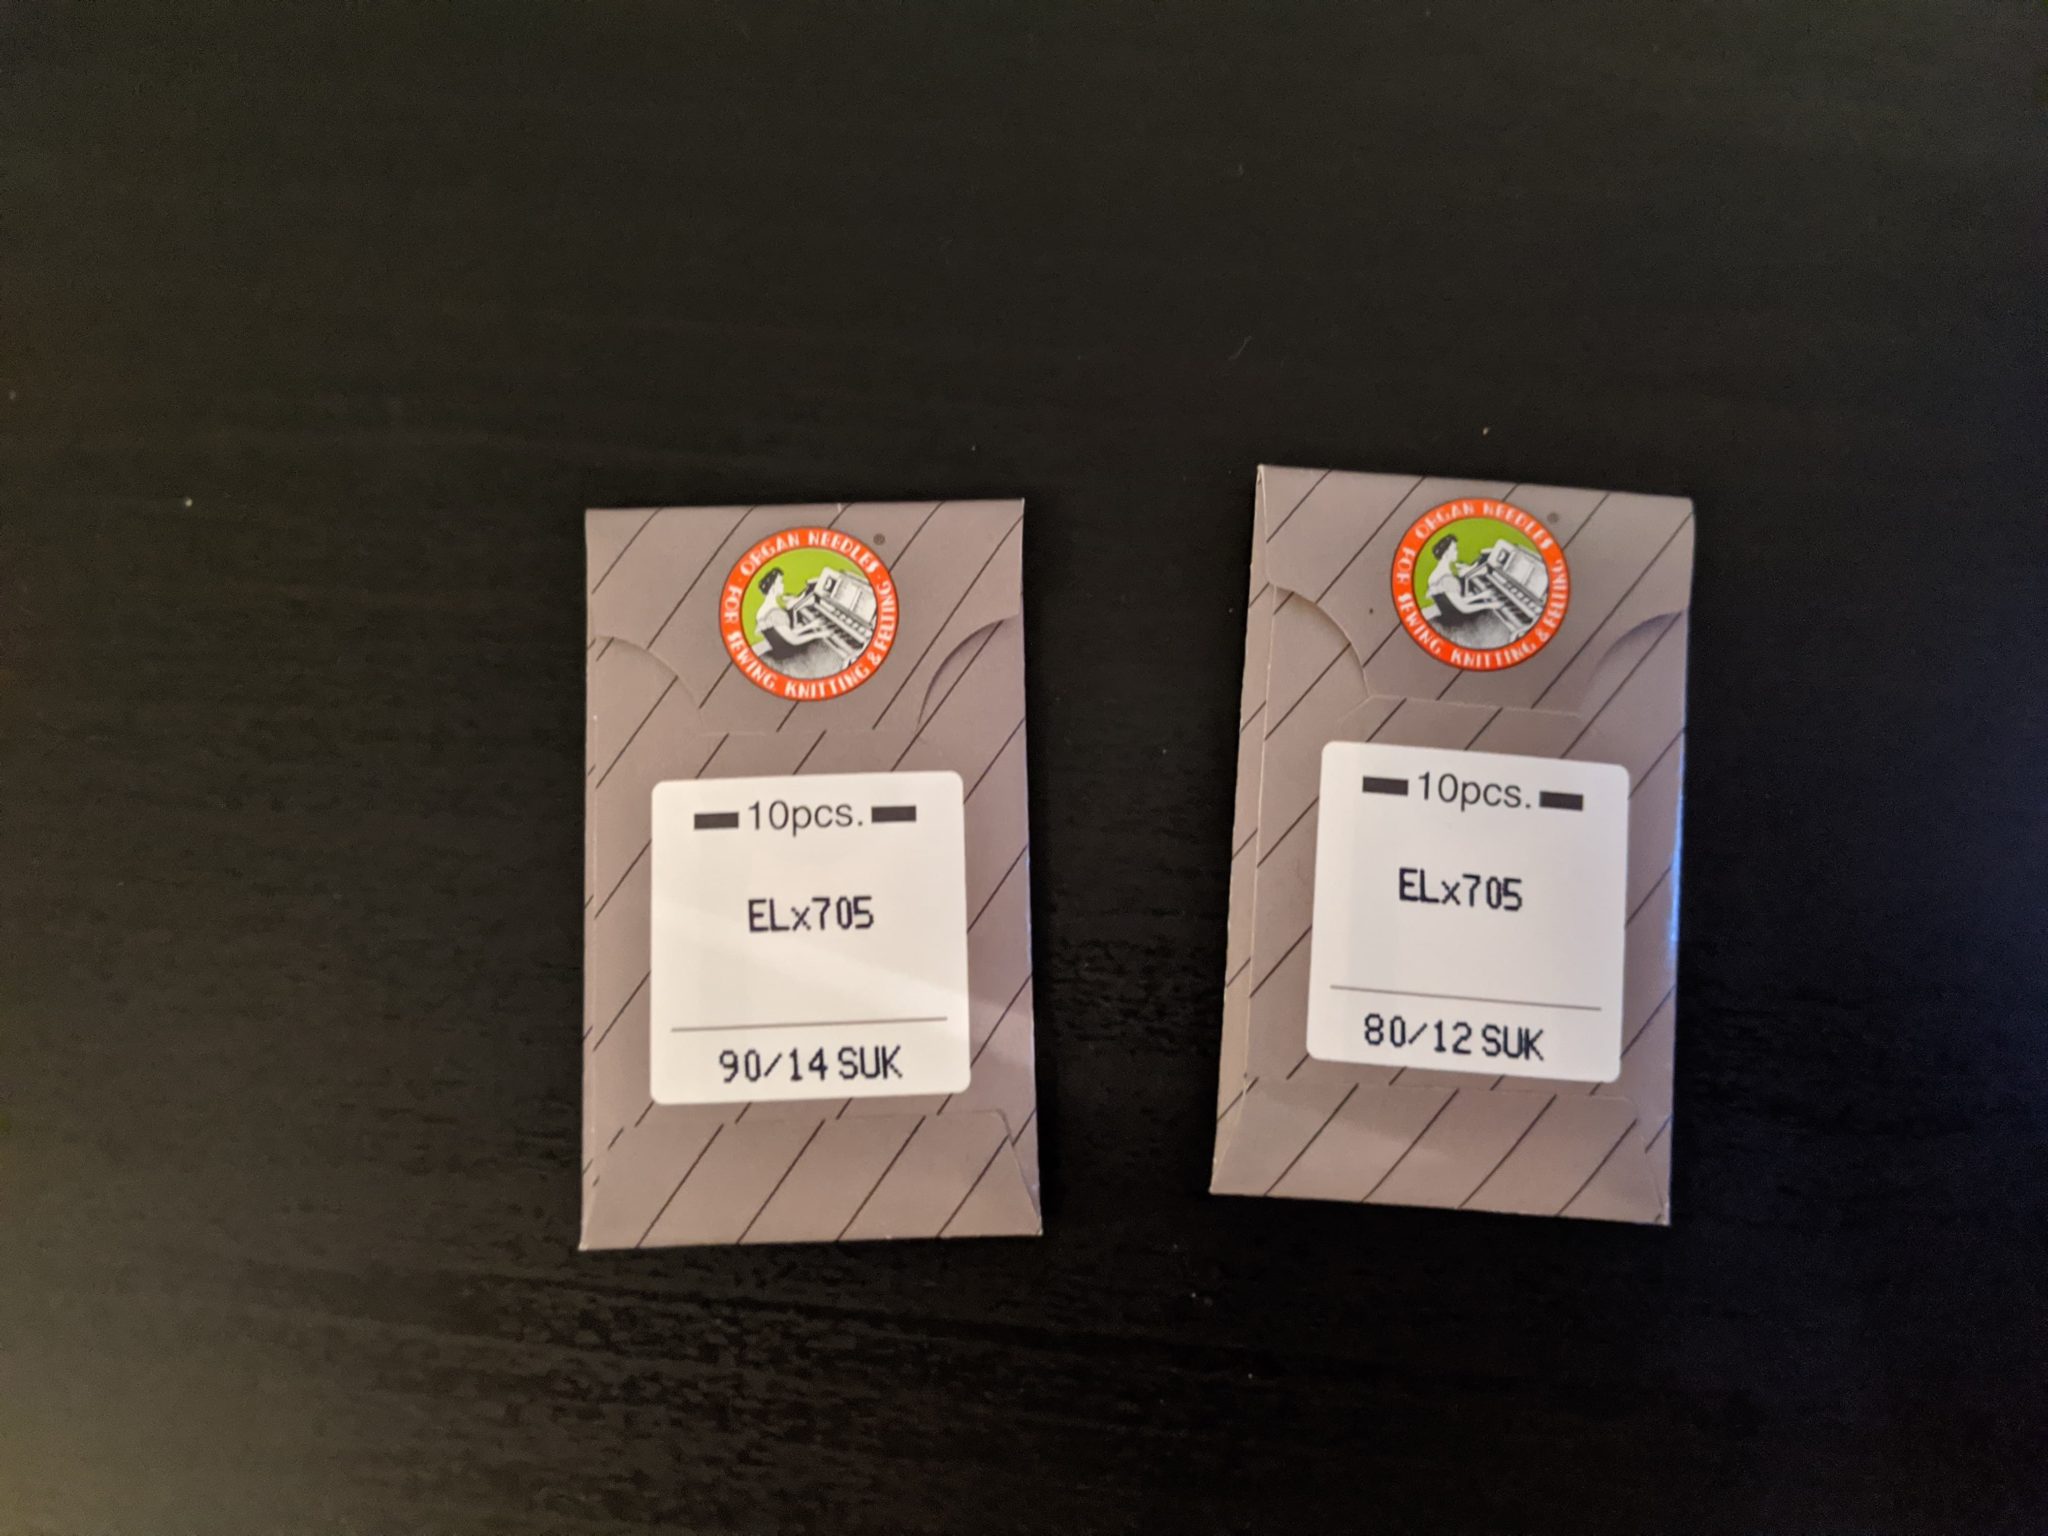 ORGAN NEEDLES ®
FOR SEWING KNITTING & FELTING
10pcs.
ELx705
90/14 SUK
ORGAN NEEDLES ®
FOR SEWING KNITTING & FELTING
10pcs.
ELx705
80/12 SUK